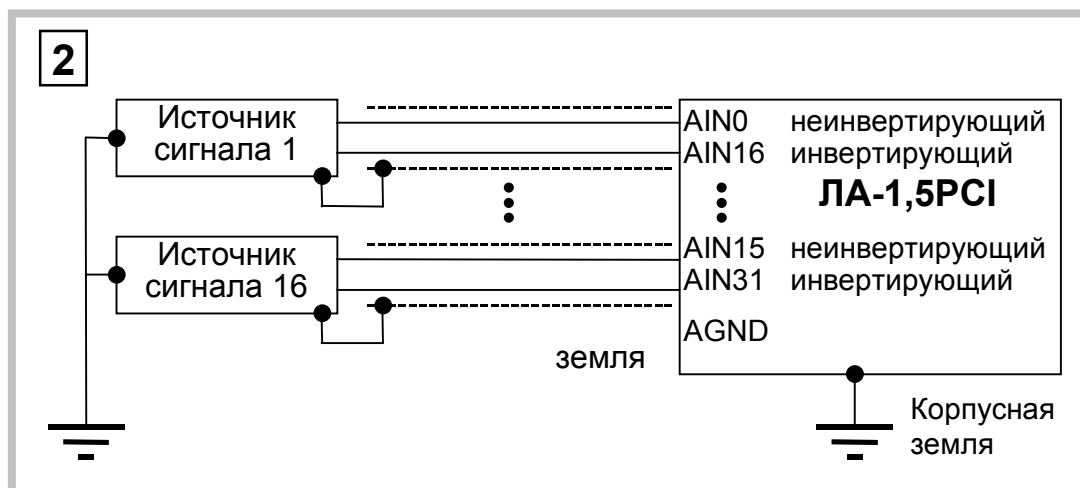 2
Источник
сигнала 1
AIN0 неинвертирующий
AIN16 инвертирующий
ЛА-1,5PCI
Источник
сигнала 16
AIN15 неинвертирующий
AIN31 инвертирующий
AGND
земля
Корпусная
земля